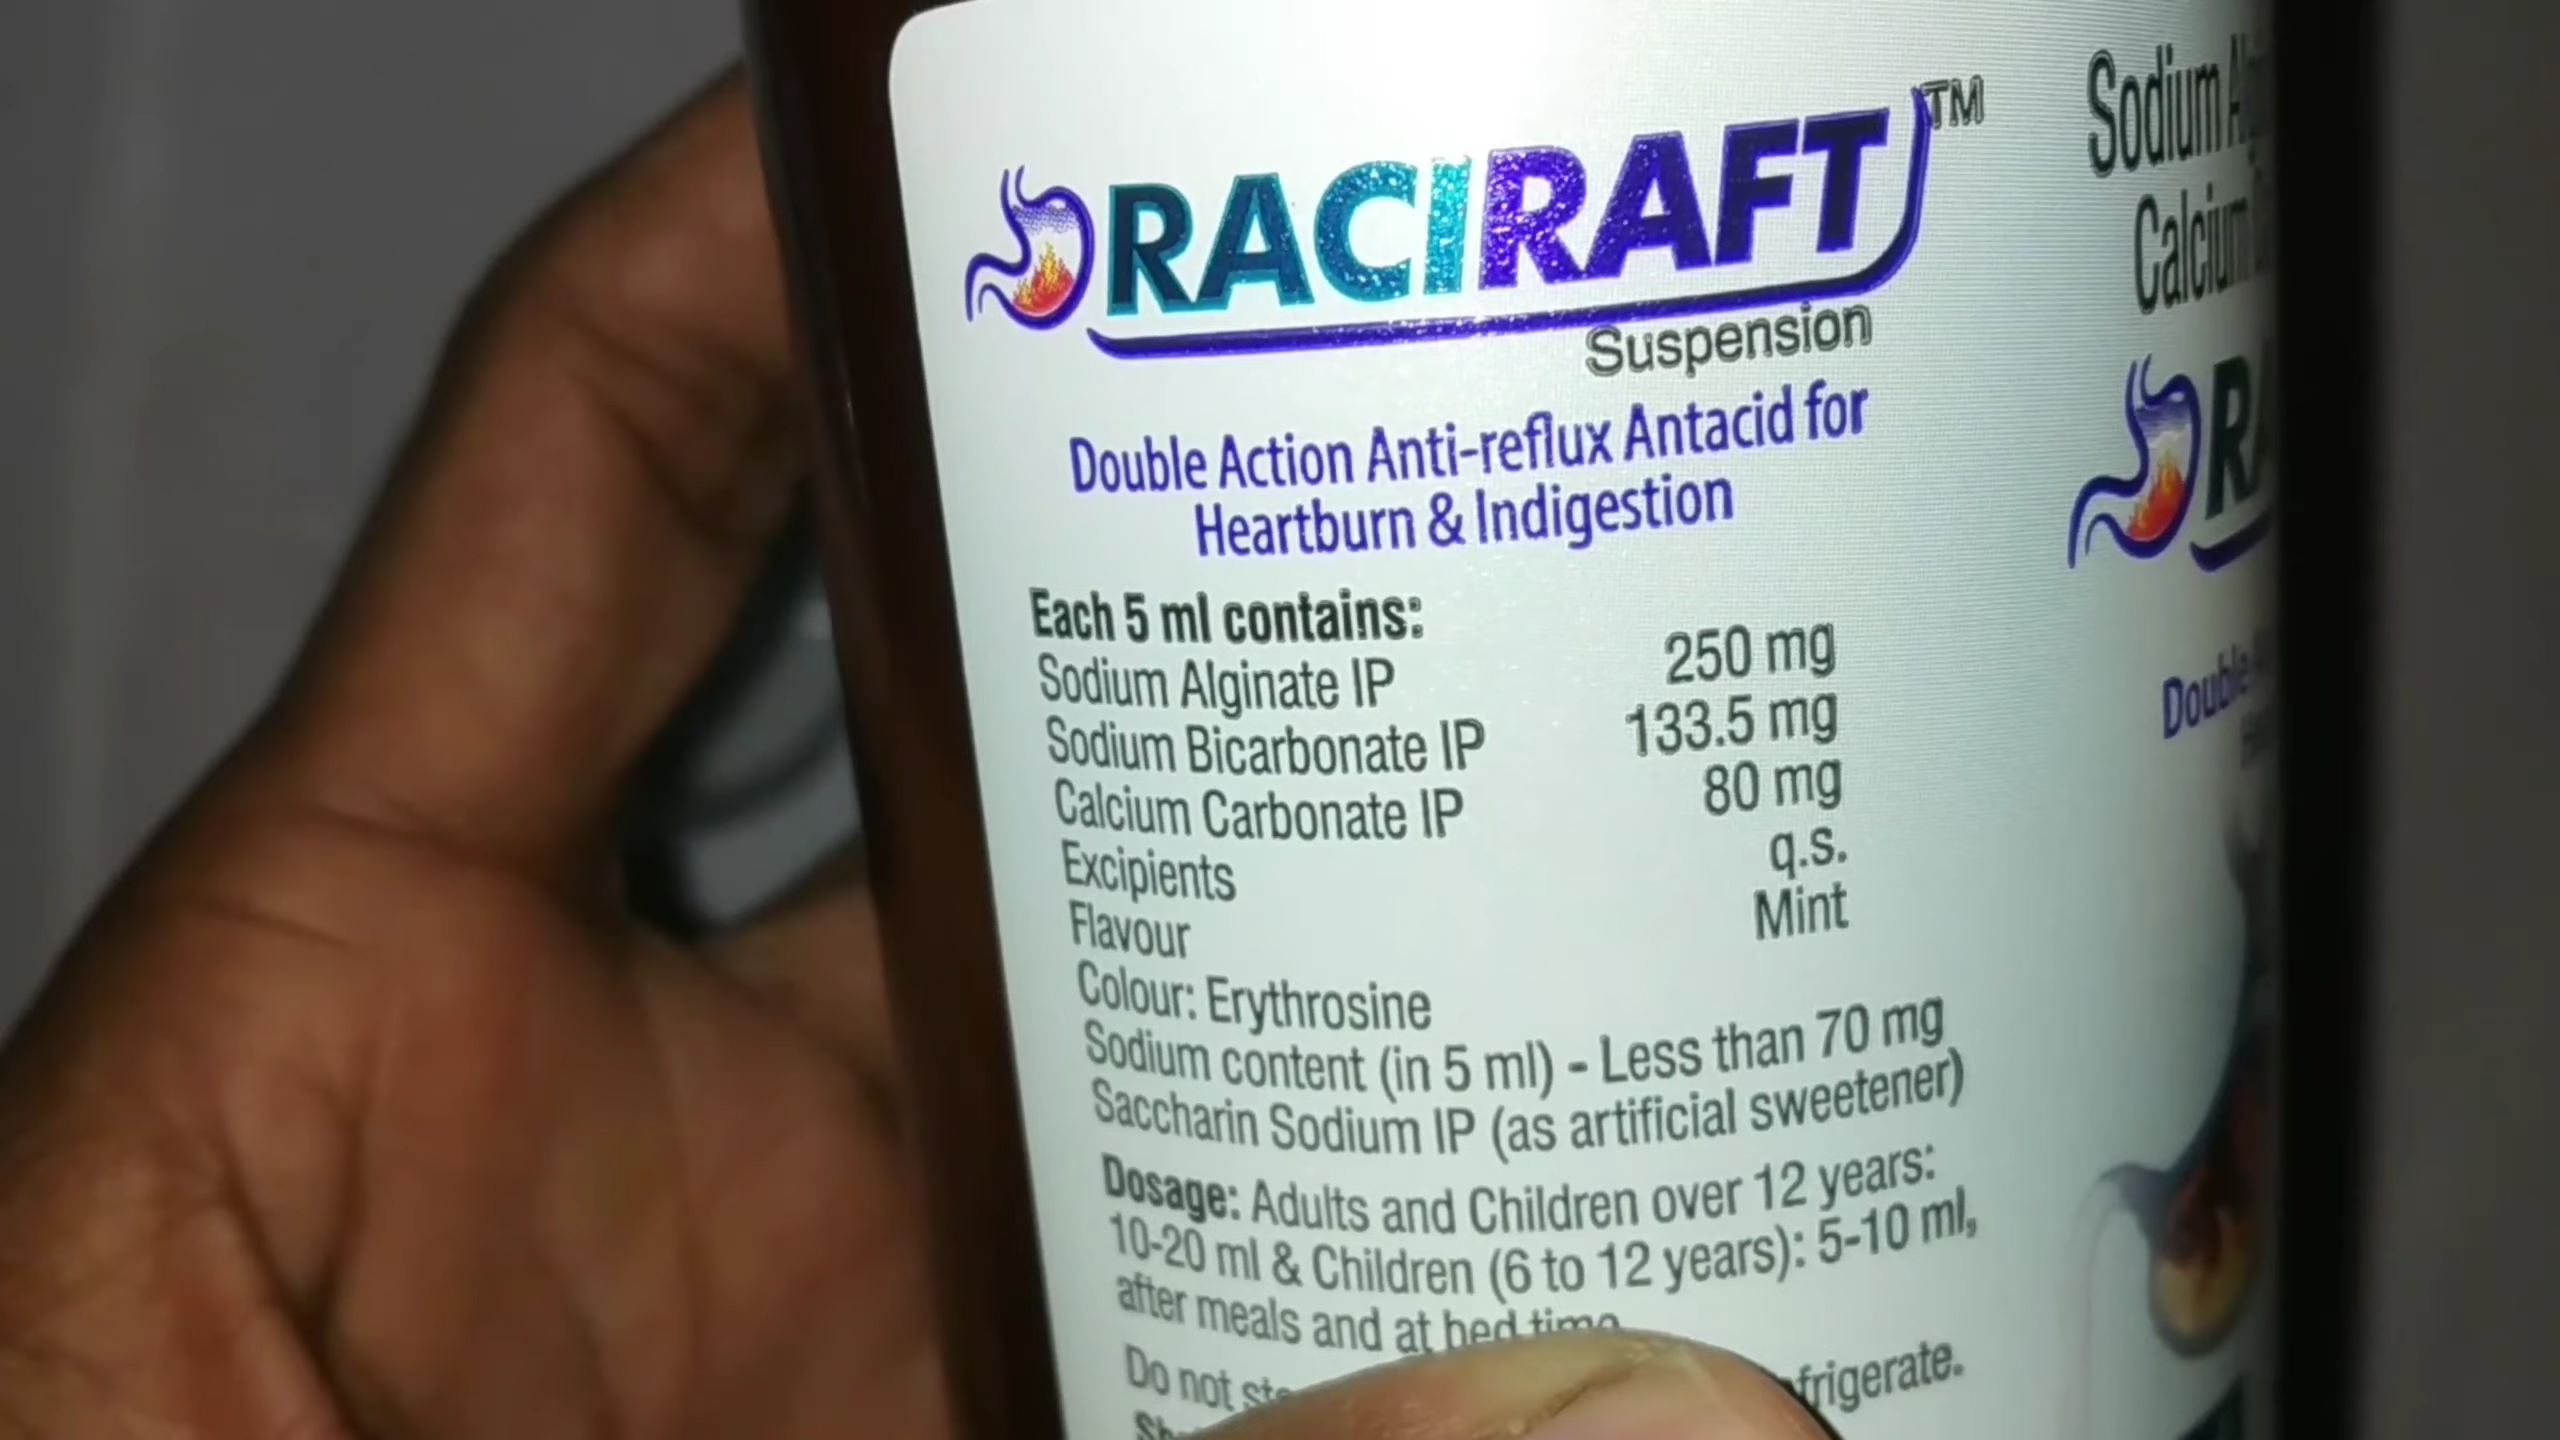 RACIRAFT™
Suspension
Double Action Anti-reflux Antacid for
Heartburn & Indigestion
Each 5 ml contains:
Sodium Alginate IP 250 mg
Sodium Bicarbonate IP 133.5 mg
Calcium Carbonate IP 80 mg
Excipients q.s.
Flavour Mint
Colour: Erythrosine
Sodium content (in 5 ml) - Less than 70 mg
Saccharin Sodium IP (as artificial sweetener)
Dosage: Adults and Children over 12 years:
10-20 ml & Children (6 to 12 years): 5-10 ml,
after meals and at bed time
Do not
Sodium
Calcium
Double